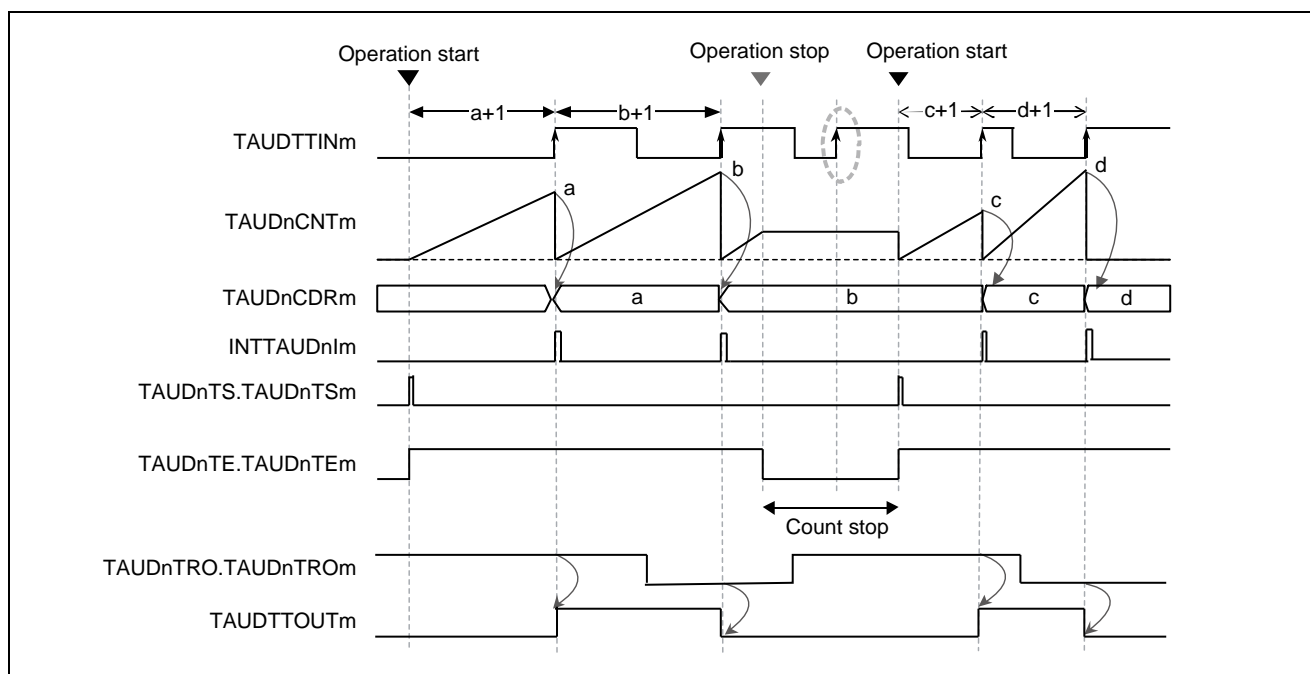 Operation start
Operation stop
Operation start
a+1
b+1
c+1
d+1
TAUDTTINm
a
b
c
d
TAUDnCNTm
TAUDnCDRm
a
b
c
d
INTTAUDnIm
TAUDnTS.TAUDnTSm
TAUDnTE.TAUDnTEm
Count stop
TAUDnTRO.TAUDnTROm
TAUDTTOUTm